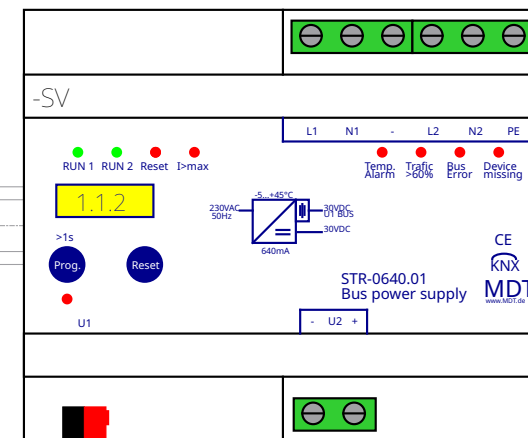 -SV
L1 N1 - L2 N2 PE
RUN 1 RUN 2 Reset I>max
Temp. Alarm
Trafic >60%
Bus Error
Device missing
1.1.2
-5...+45°C
230VAC
50Hz
30VDC
U1 BUS
30VDC
640mA
>1s
Prog.
Reset
CE
KNX
MDT
www.MDT.de
STR-0640.01
Bus power supply
U1
- U2 +